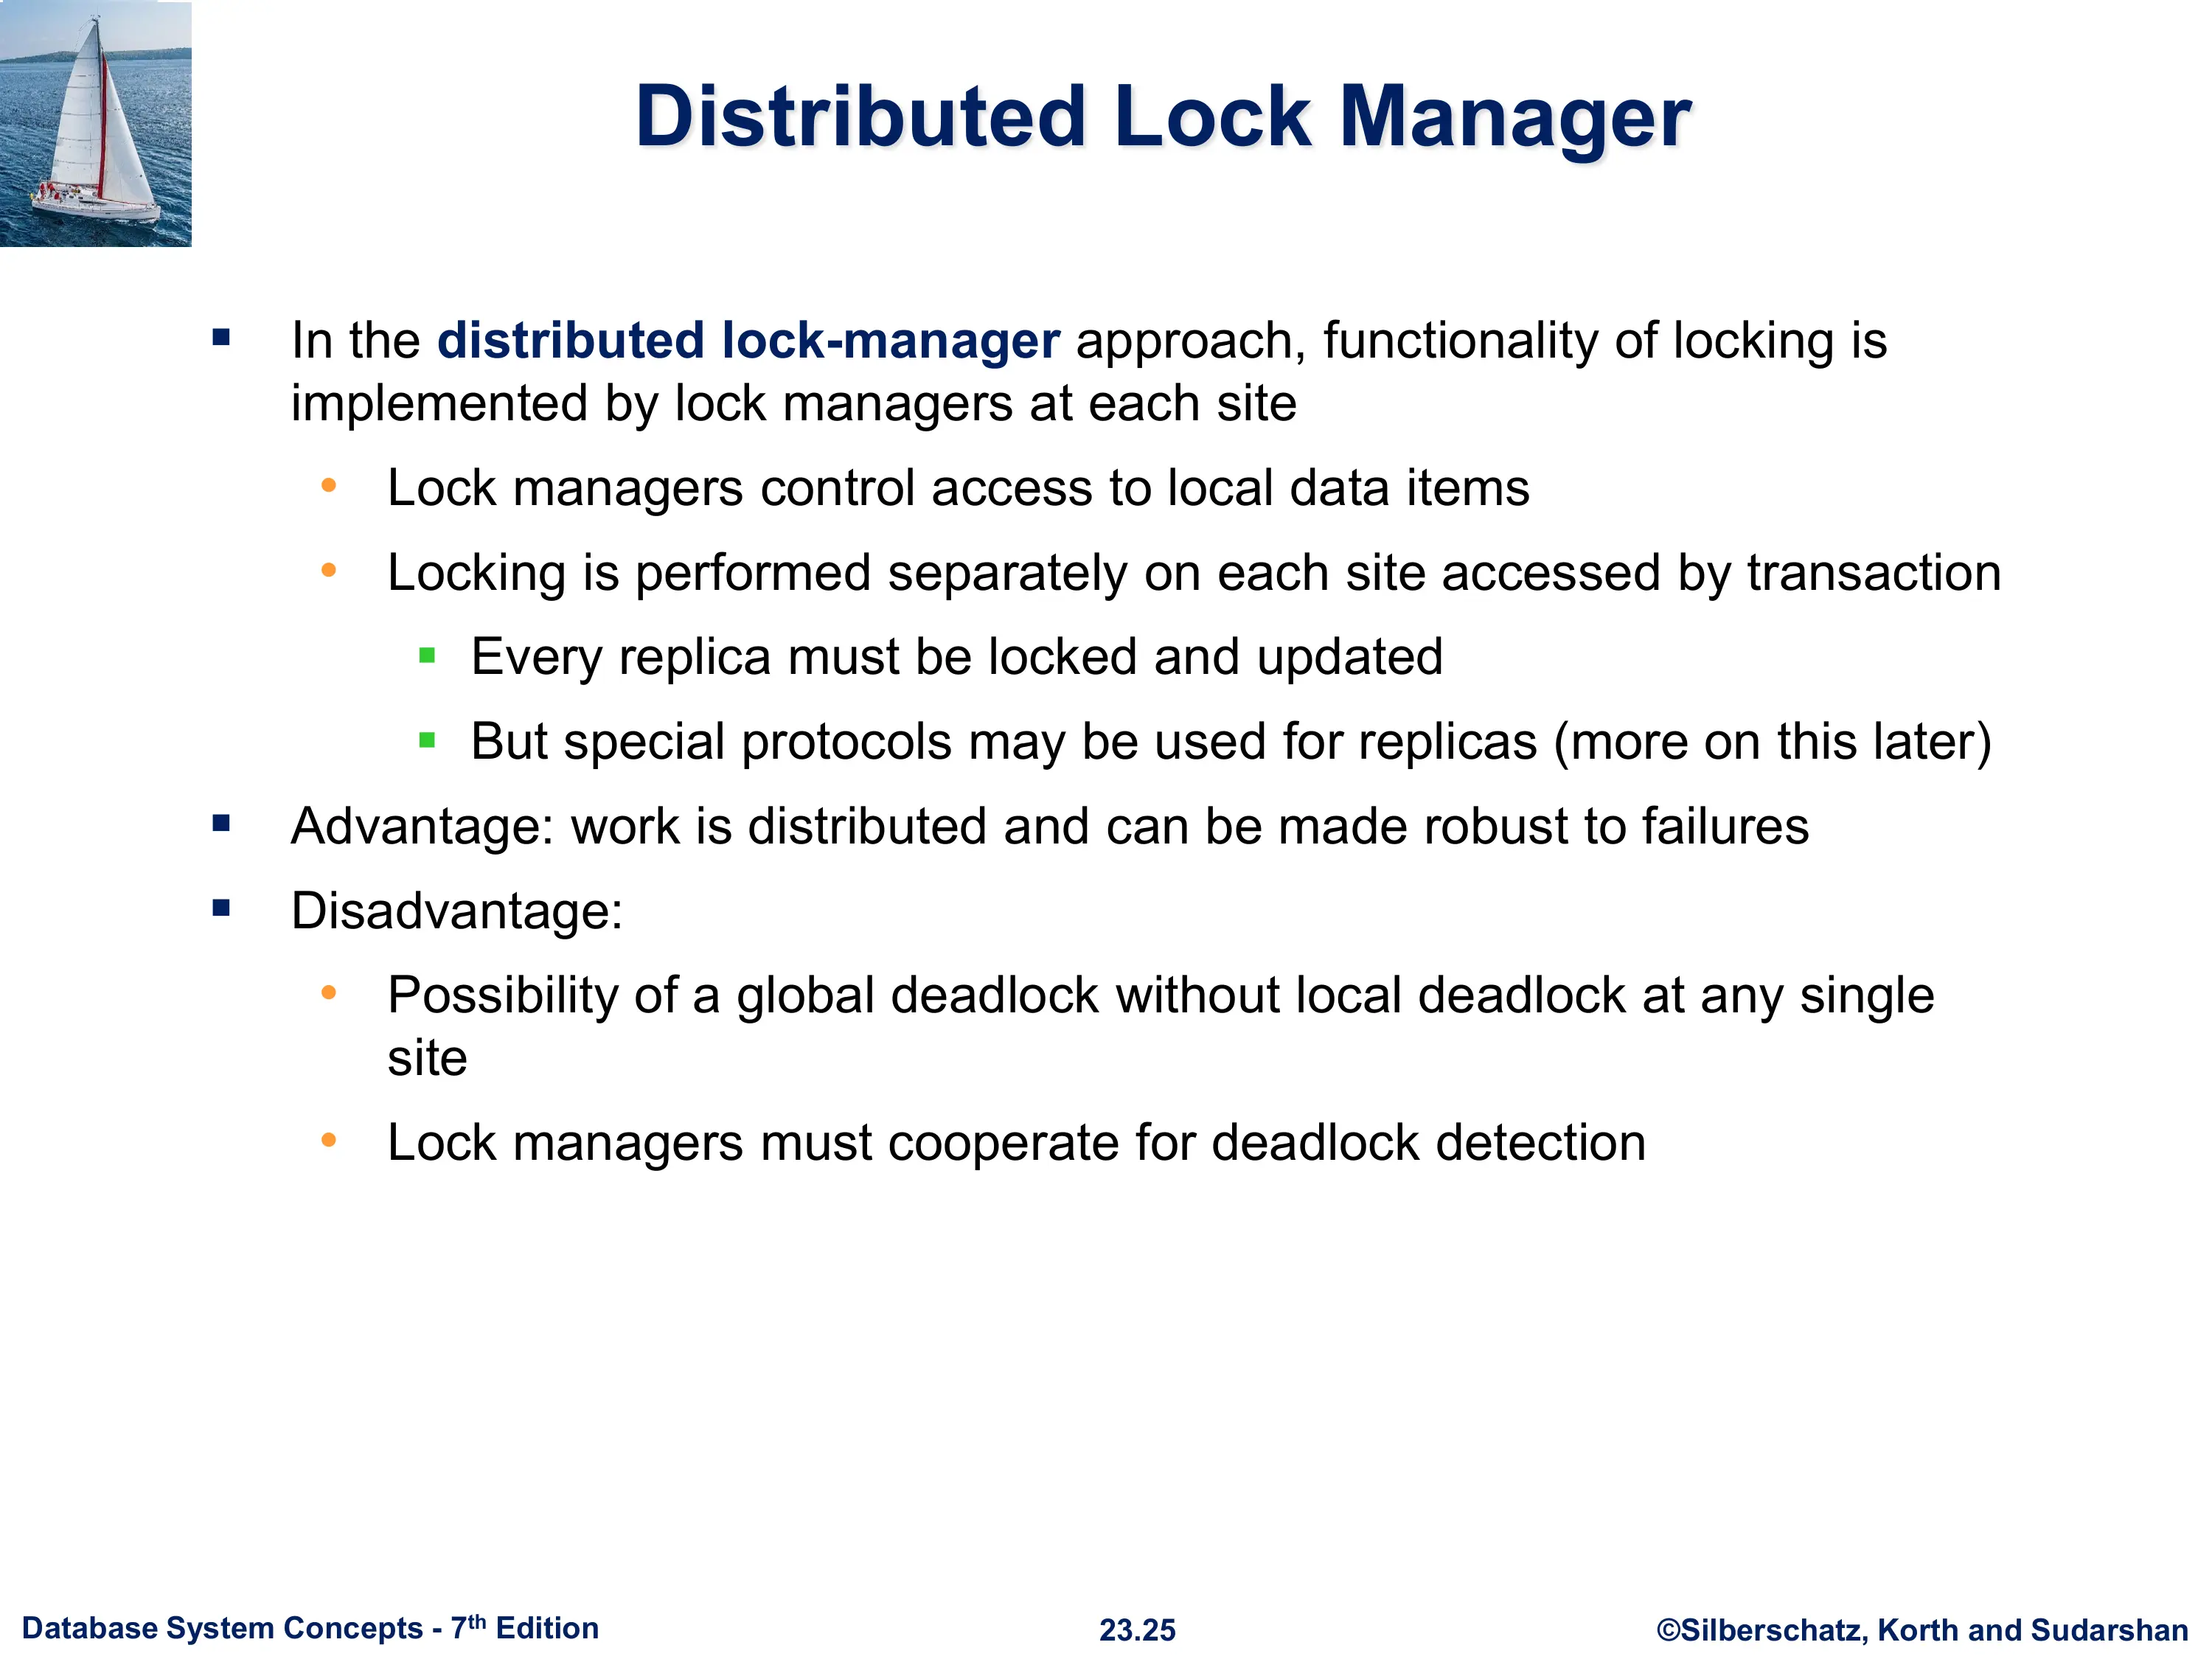 Distributed Lock Manager
▪ In the distributed lock-manager approach, functionality of locking is
implemented by lock managers at each site
• Lock managers control access to local data items
• Locking is performed separately on each site accessed by transaction
▪ Every replica must be locked and updated
▪ But special protocols may be used for replicas (more on this later)
▪ Advantage: work is distributed and can be made robust to failures
▪ Disadvantage:
• Possibility of a global deadlock without local deadlock at any single
site
• Lock managers must cooperate for deadlock detection
Database System Concepts - 7th Edition
23.25
©Silberschatz, Korth and Sudarshan